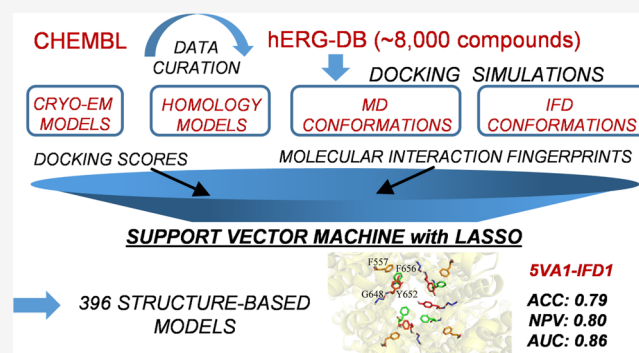 CHEMBL
DATA
CURATION
hERG-DB (~8,000 compounds)
DOCKING SIMULATIONS
CRYO-EM
MODELS
HOMOLOGY
MODELS
MD
CONFORMATIONS
IFD
CONFORMATIONS
DOCKING SCORES
MOLECULAR INTERACTION FINGERPRINTS
SUPPORT VECTOR MACHINE with LASSO
396 STRUCTURE-BASED
MODELS
F557
F656
G648
Y652
5VA1-IFD1
ACC: 0.79
NPV: 0.80
AUC: 0.86